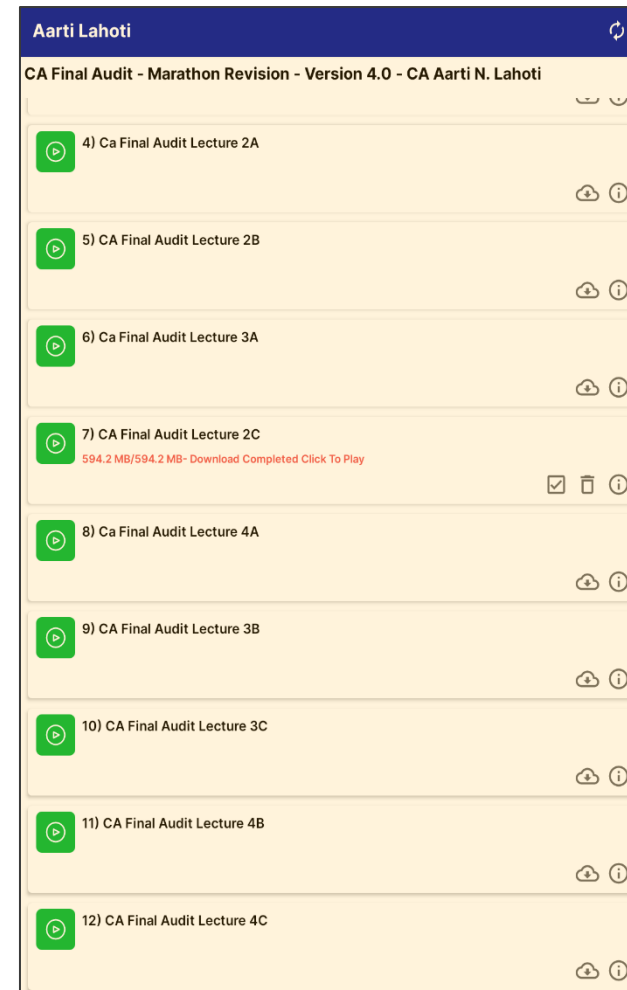 Aarti Lahoti
CA Final Audit - Marathon Revision - Version 4.0 - CA Aarti N. Lahoti
4) Ca Final Audit Lecture 2A
5) CA Final Audit Lecture 2B
6) Ca Final Audit Lecture 3A
7) CA Final Audit Lecture 2C
594.2 MB/594.2 MB- Download Completed Click To Play
8) Ca Final Audit Lecture 4A
9) CA Final Audit Lecture 3B
10) CA Final Audit Lecture 3C
11) CA Final Audit Lecture 4B
12) CA Final Audit Lecture 4C